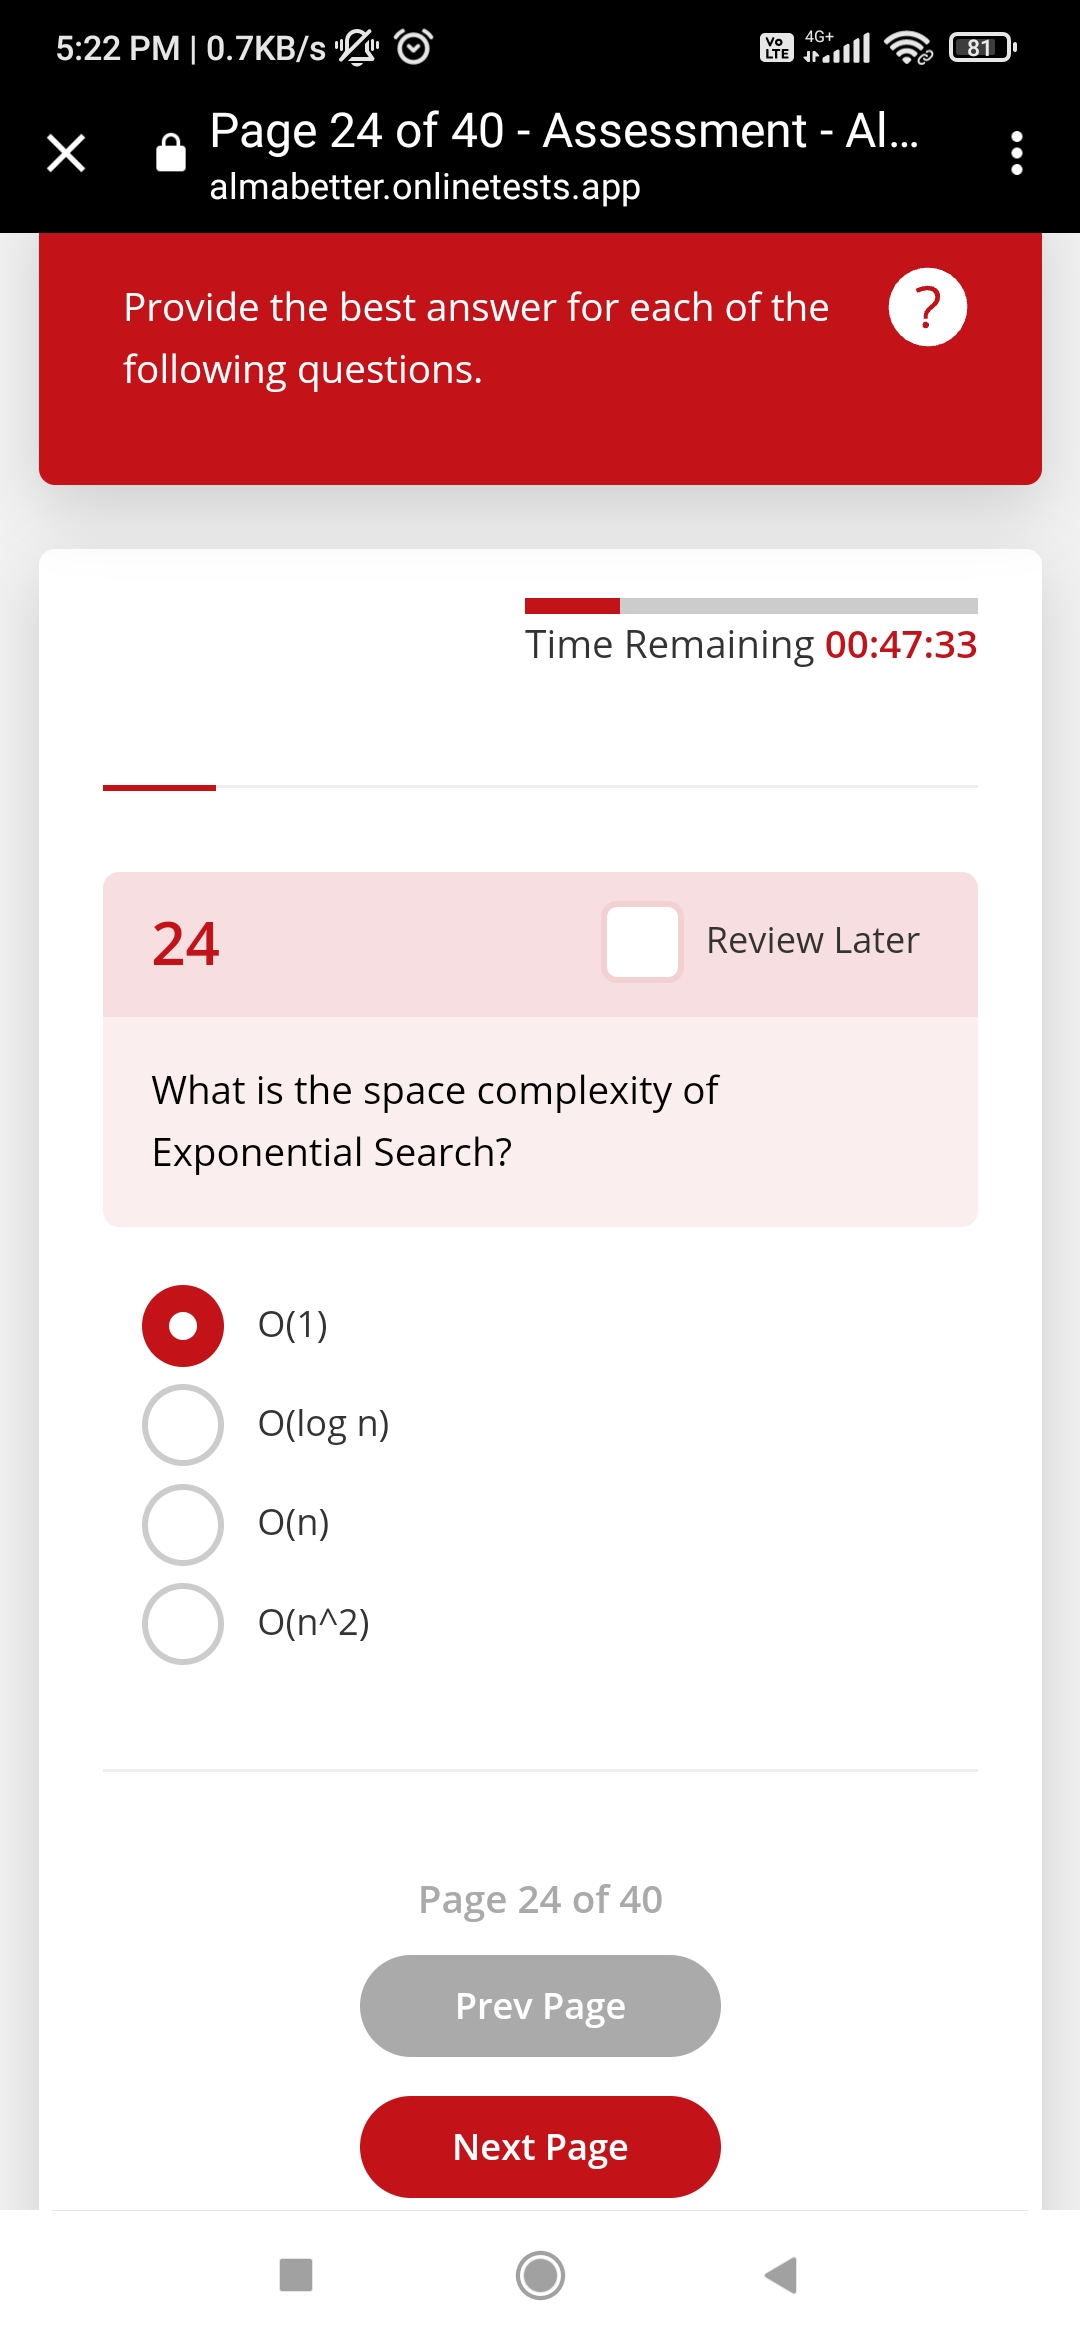 5:22 PM | 0.7KB/s
Vo LTE 4G+ 81
Page 24 of 40 - Assessment - Al...
almabetter.onlinetests.app
Provide the best answer for each of the
following questions.
?
Time Remaining 00:47:33
24
Review Later
What is the space complexity of
Exponential Search?
O(1)
O(log n)
O(n)
O(n^2)
Page 24 of 40
Prev Page
Next Page